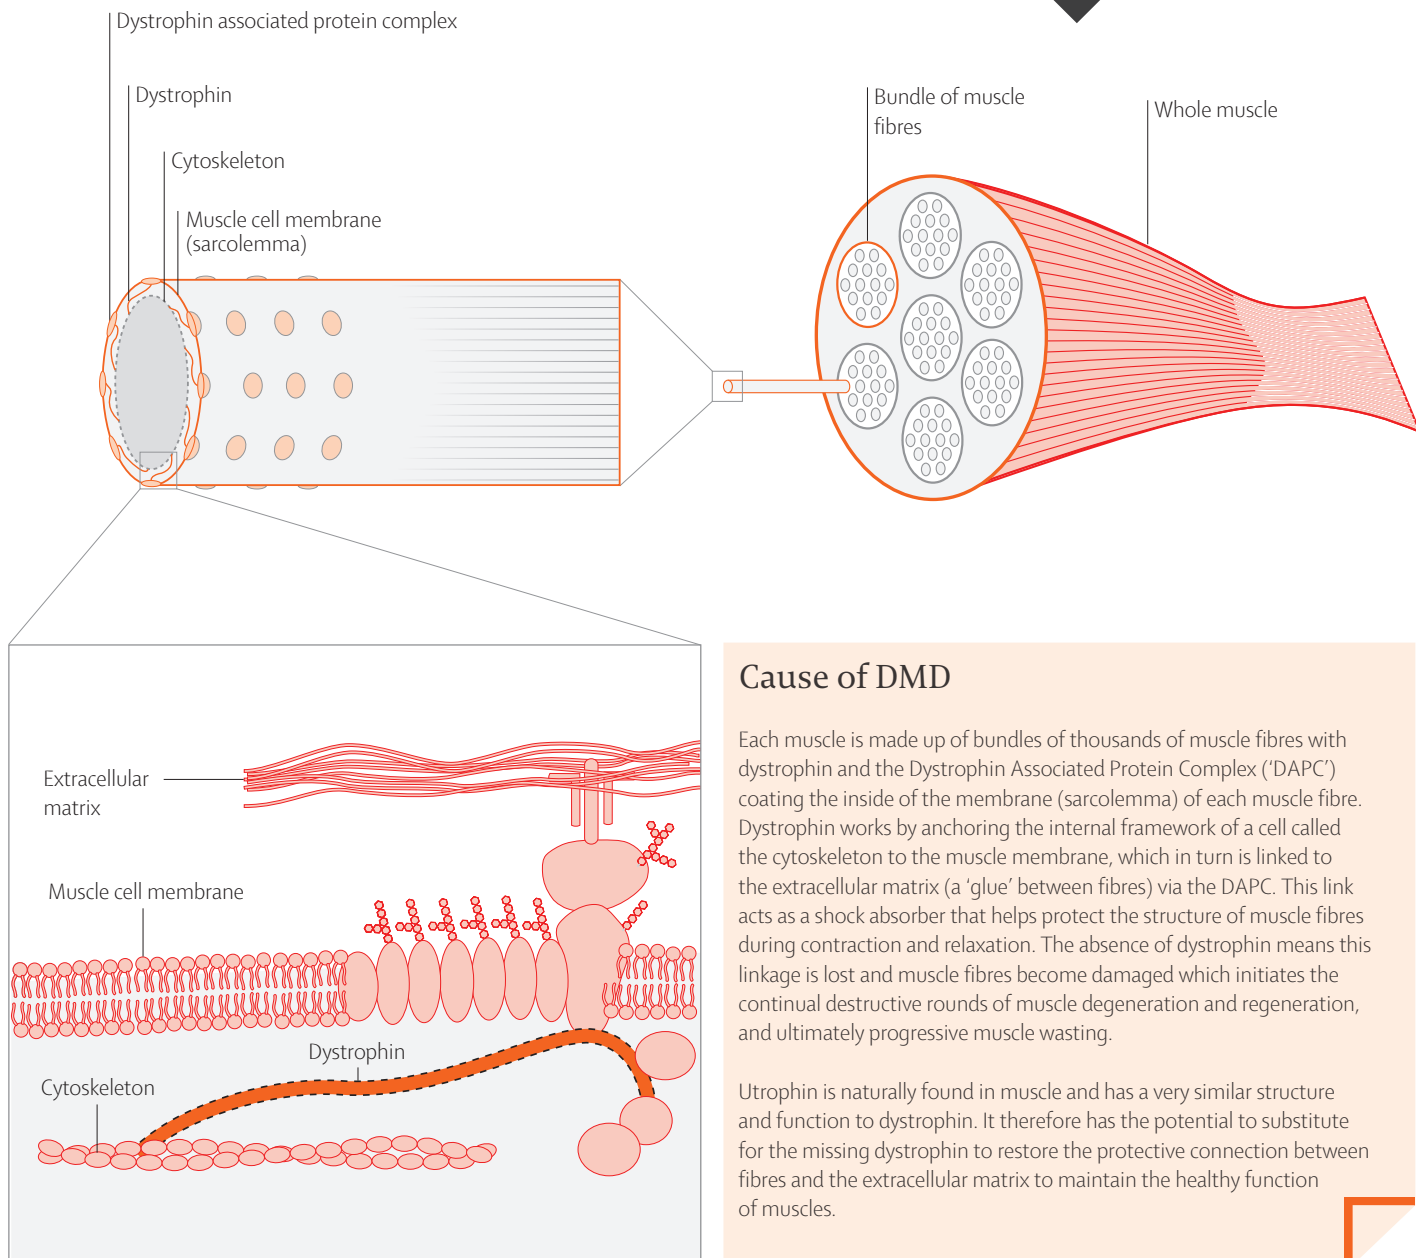 Dystrophin associated protein complex
Dystrophin
Cytoskeleton
Muscle cell membrane
(sarcolemma)
Bundle of muscle
fibres
Whole muscle
Extracellular
matrix
Muscle cell membrane
Dystrophin
Cytoskeleton
Cause of DMD
Each muscle is made up of bundles of thousands of muscle fibres with
dystrophin and the Dystrophin Associated Protein Complex (‘DAPC’)
coating the inside of the membrane (sarcolemma) of each muscle fibre.
Dystrophin works by anchoring the internal framework of a cell called
the cytoskeleton to the muscle membrane, which in turn is linked to
the extracellular matrix (a ‘glue’ between fibres) via the DAPC. This link
acts as a shock absorber that helps protect the structure of muscle fibres
during contraction and relaxation. The absence of dystrophin means this
linkage is lost and muscle fibres become damaged which initiates the
continual destructive rounds of muscle degeneration and regeneration,
and ultimately progressive muscle wasting.
Utrophin is naturally found in muscle and has a very similar structure
and function to dystrophin. It therefore has the potential to substitute
for the missing dystrophin to restore the protective connection between
fibres and the extracellular matrix to maintain the healthy function
of muscles.